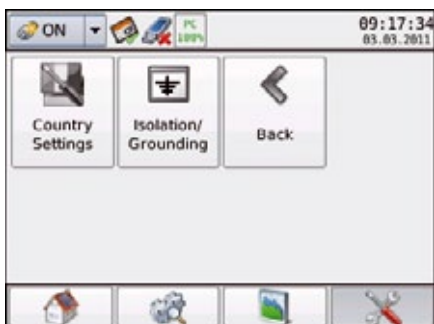 ON
PC
100%
09:17:34
03.03.2011
Country
Settings
Isolation/
Grounding
Back